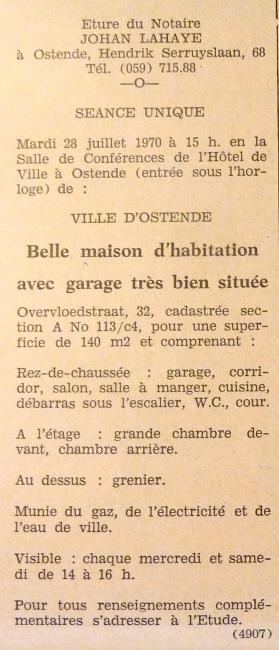 Eture du Notaire
JOHAN LAHAYE
à Ostende, Hendrik Serruyslaan, 68
Tél. (059) 715.88
—O—
SEANCE UNIQUE
Mardi 28 juillet 1970 à 15 h. en la
Salle de Conférences de l'Hôtel de
Ville à Ostende (entrée sous l'hor-
loge) de :
VILLE D'OSTENDE
Belle maison d'habitation
avec garage très bien située
Overvloedstraat, 32, cadastrée sec-
tion A No 113/c4, pour une super-
ficie de 140 m2 et comprenant :
Rez-de-chaussée : garage, corri-
dor, salon, salle à manger, cuisine,
débarras sous l'escalier, W.C., cour.
A l'étage : grande chambre de-
vant, chambre arrière.
Au dessus : grenier.
Munie du gaz, de l'électricité et de
l'eau de ville.
Visible : chaque mercredi et same-
di de 14 à 16 h.
Pour tous renseignements complé-
mentaires s'adresser à l'Etude.
(4907)